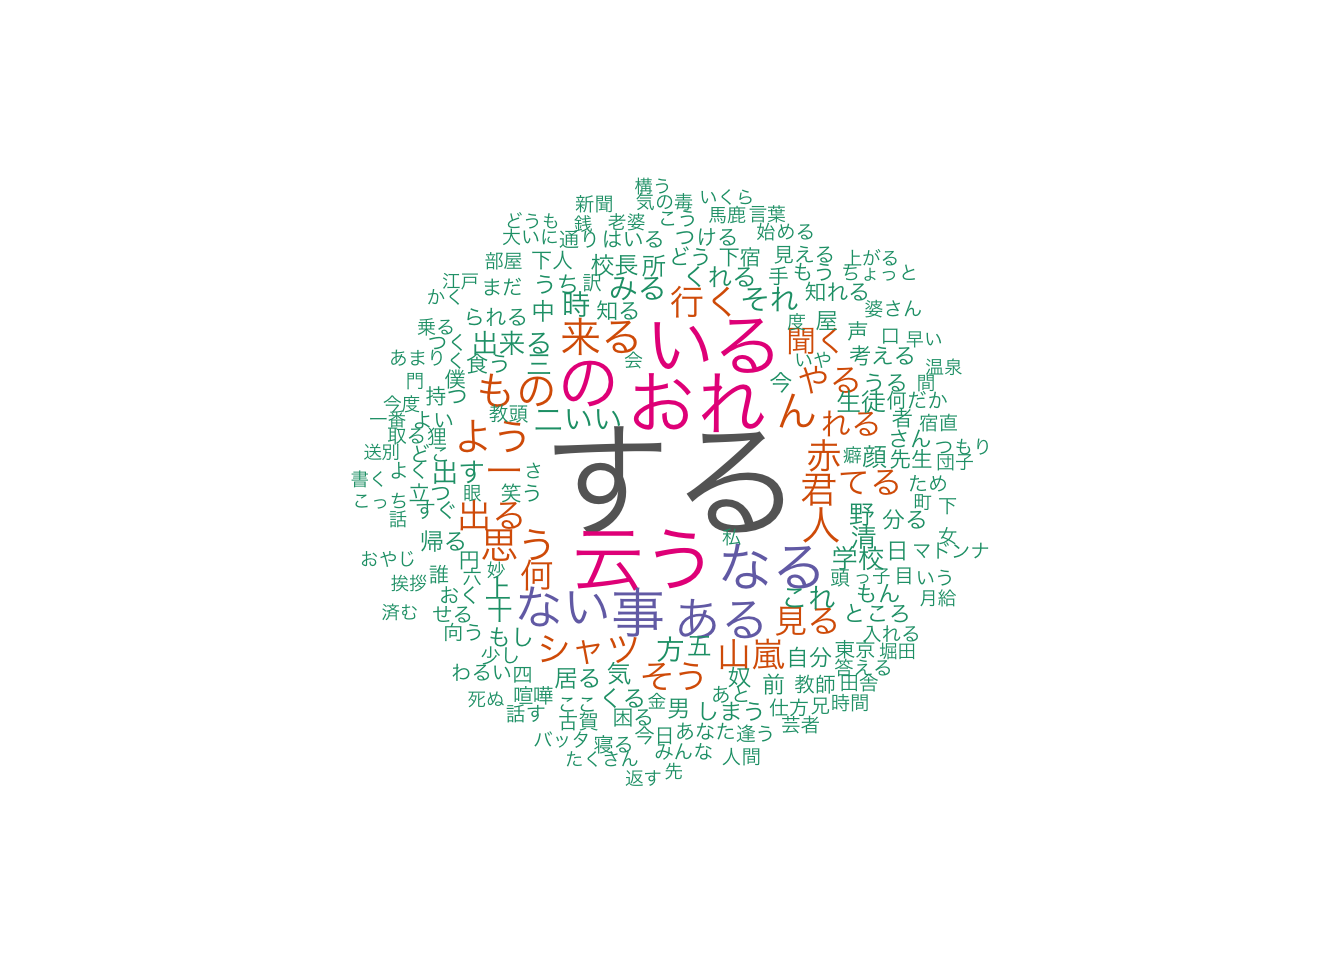 構う
新聞 気の毒 いくら
どうも 銭 老婆 こう 馬鹿 言葉
大いに 通り はいる つける 始める
部屋 下人 校長 所 どう 下宿 見える 上がる
江戸 まだ うち 訳 みる くれる 手 もう ちょっと
かく 中 時 知る 行く それ 知れる 婆さん
乗る られる 度 屋 声 口 早い
つく 出来る 来る いる 聞く 考える
あまり く 食う 三 会 いや 温泉
門 僕 もの の おれ 今 やる うる 間
今度 持つ 生徒 何だか
一番 よい 教頭 二 いい ん れる 者 宿直
取る 狸 よう さん つもり
送別 どこ する 赤 癖 顔 先生 団子
書く よく 出す 一 さ 君 てる ため
こっち 立つ 眼 笑う 町 下
話 すぐ 出る 人 野 分る
帰る 思う 云う 私 清 女
おやじ 円 なる 学校 日 マドンナ
挨拶 誰 六 妙 何 頭 っ子 目 いう
おく 上 これ もん 月給
済む せる 十 ない 事 ある 見る ところ
向う もし 入れる
少し シャツ 方 五 山嵐 自分 東京 堀田
わるい 四 居る 気 そう 奴 答える
死ぬ 喧嘩 ここ くる 金 あと 前 教師 田舎
話す 古賀 困る 男 しまう 仕方 兄 時間
バッタ 寝る 今日 あなた 逢う 芸者
たくさん みんな 人間
返す 先